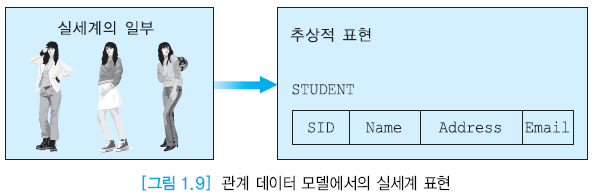 실세계의 일부
추상적 표현
STUDENT
SID Name Address Email
[그림 1.9] 관계 데이터 모델에서의 실세계 표현